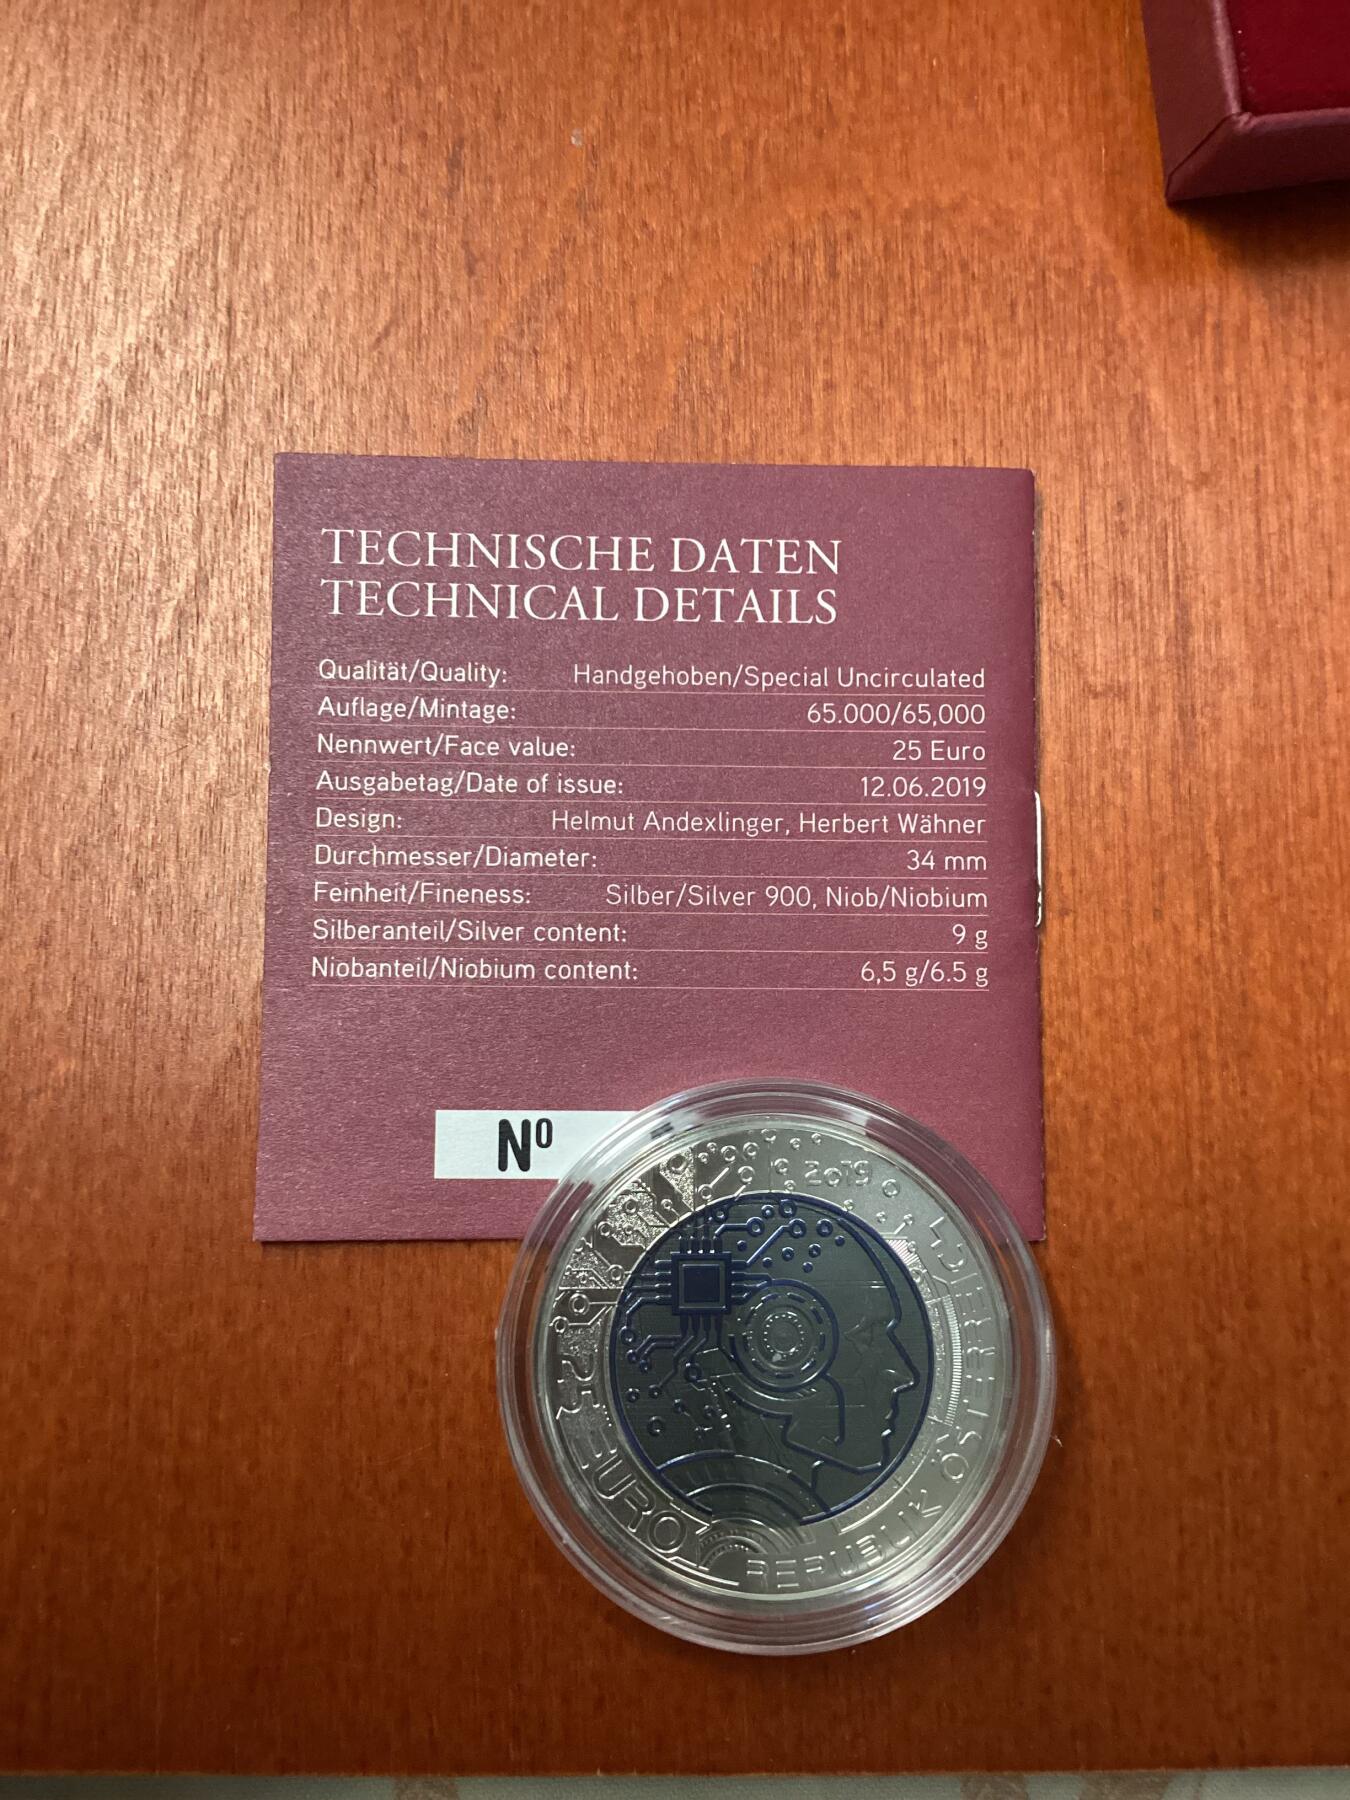 TECHNISCHE DATEN
TECHNICAL DETAILS
Qualität/Quality: Handgehoben/Special Uncirculated
Auflage/Mintage: 65.000/65,000
Nennwert/Face value: 25 Euro
Ausgabetag/Date of issue: 12.06.2019
Design: Helmut Andexlinger, Herbert Wähner
Durchmesser/Diameter: 34 mm
Feinheit/Fineness: Silber/Silver 900, Niob/Niobium
Silberanteil/Silver content: 9 g
Niobanteil/Niobium content: 6,5 g/6.5 g
Nº
2019
25 EURO
REPUBLIK ÖSTERREICH